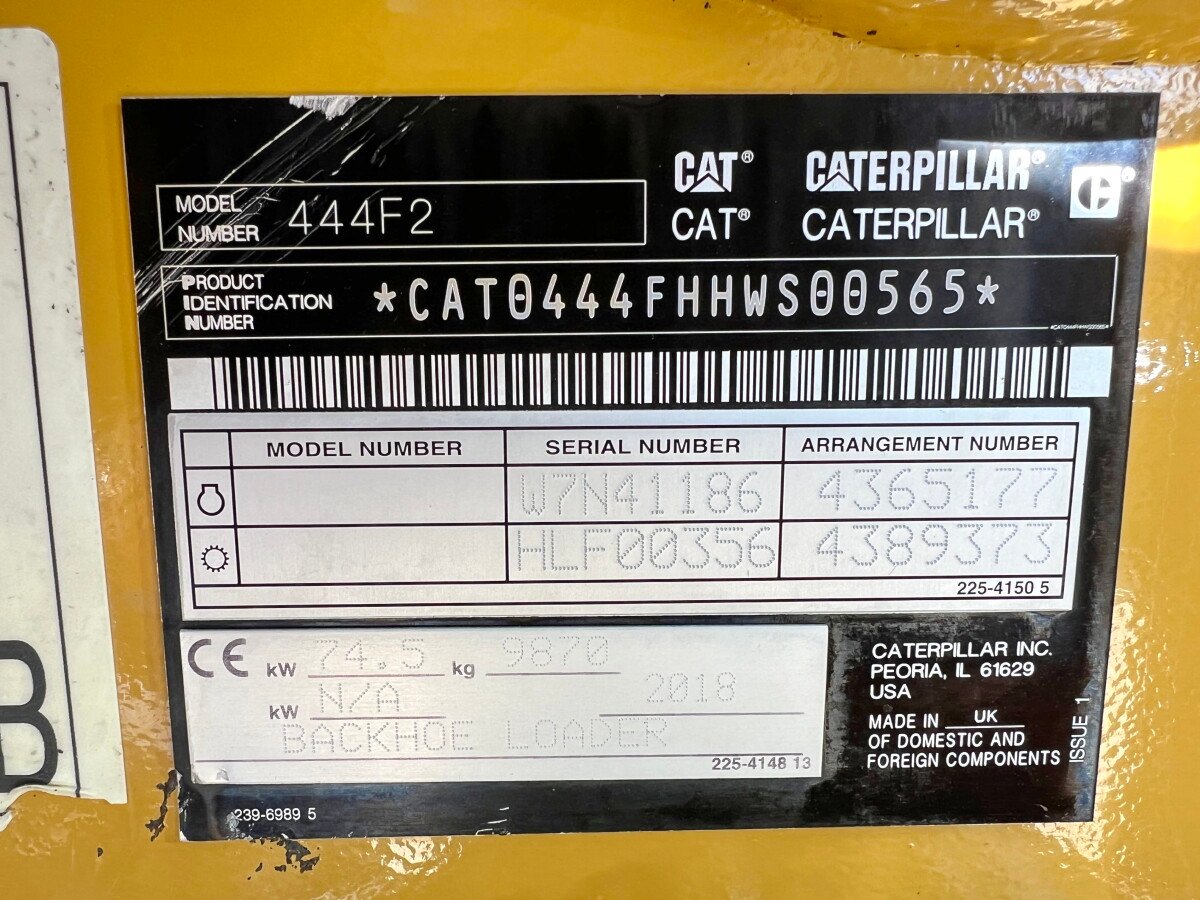 CAT® CATERPILLAR®
CAT® CATERPILLAR®
MODEL NUMBER 444F2
PRODUCT IDENTIFICATION NUMBER *CAT0444FHHWS00565*
*CAT0444FHHWS00565*
MODEL NUMBER SERIAL NUMBER ARRANGEMENT NUMBER
W7N41186 4365177
HLF00356 4389373
225-4150 5
CE kW 74.5 kg 9870
kW N/A 2018
BACKHOE LOADER
225-4148 13
CATERPILLAR INC.
PEORIA, IL 61629
USA
MADE IN UK
OF DOMESTIC AND
FOREIGN COMPONENTS
ISSUE 1
239-6989 5
B